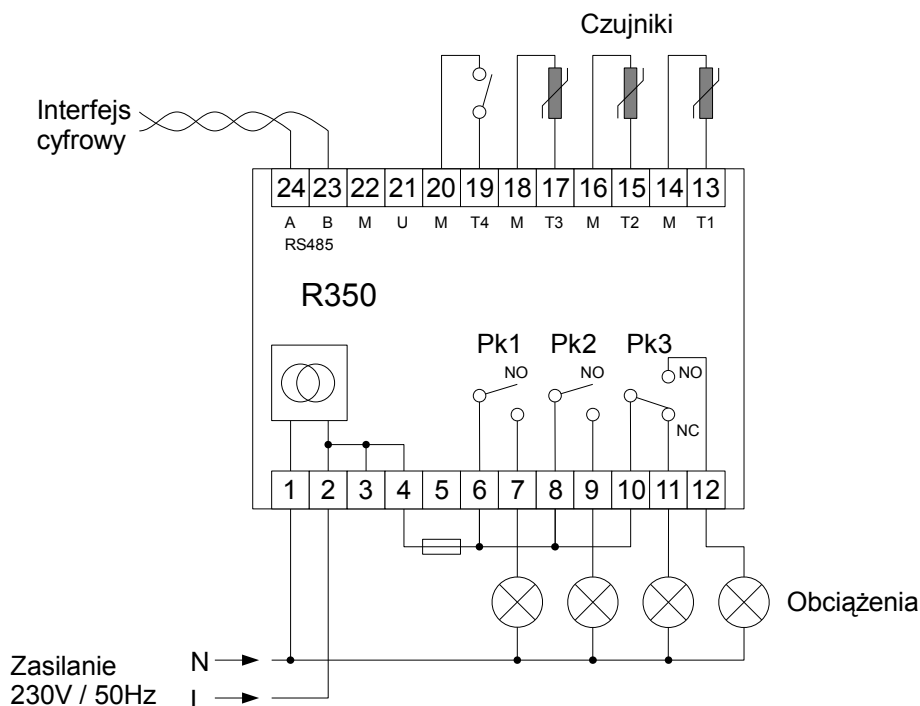 Czujniki
Interfejs
cyfrowy
24 23 22 21 20 19 18 17 16 15 14 13
A B M U M T4 M T3 M T2 M T1
RS485
R350
Pk1 Pk2 Pk3
NO NO NO
NC
1 2 3 4 5 6 7 8 9 10 11 12
Obciążenia
Zasilanie N
230V / 50Hz L